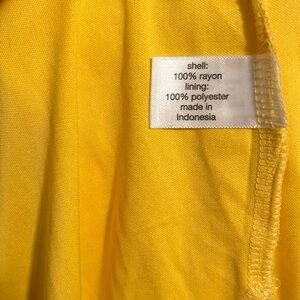 shell:
100% rayon
lining:
100% polyester
made in
Indonesia